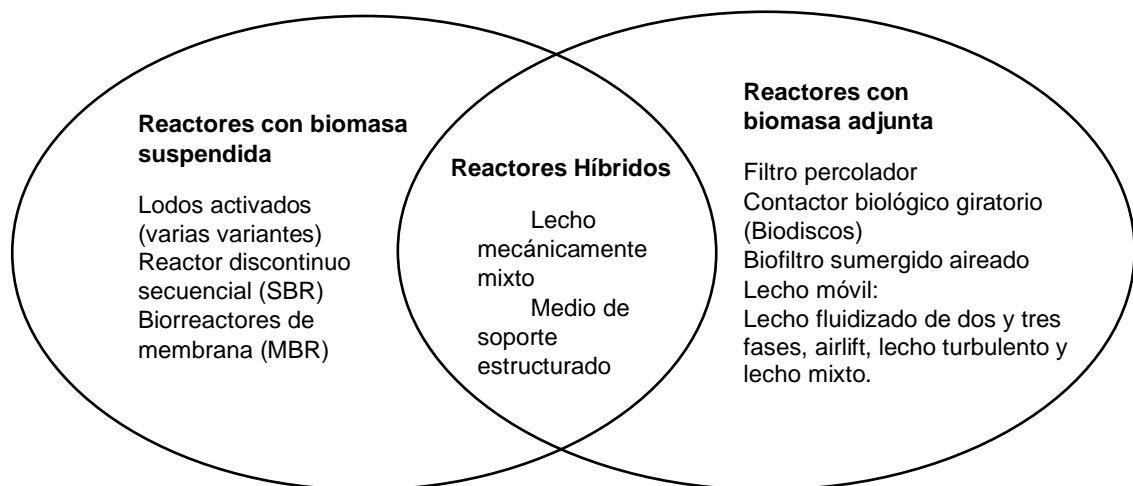 Reactores con biomasa
suspendida
Lodos activados
(varias variantes)
Reactor discontinuo
secuencial (SBR)
Biorreactores de
membrana (MBR)
Reactores Híbridos
Lecho
mecánicamente
mixto
Medio de
soporte
estructurado
Reactores con
biomasa adjunta
Filtro percolador
Contactor biológico giratorio
(Biodiscos)
Biofiltro sumergido aireado
Lecho móvil:
Lecho fluidizado de dos y tres
fases, airlift, lecho turbulento y
lecho mixto.